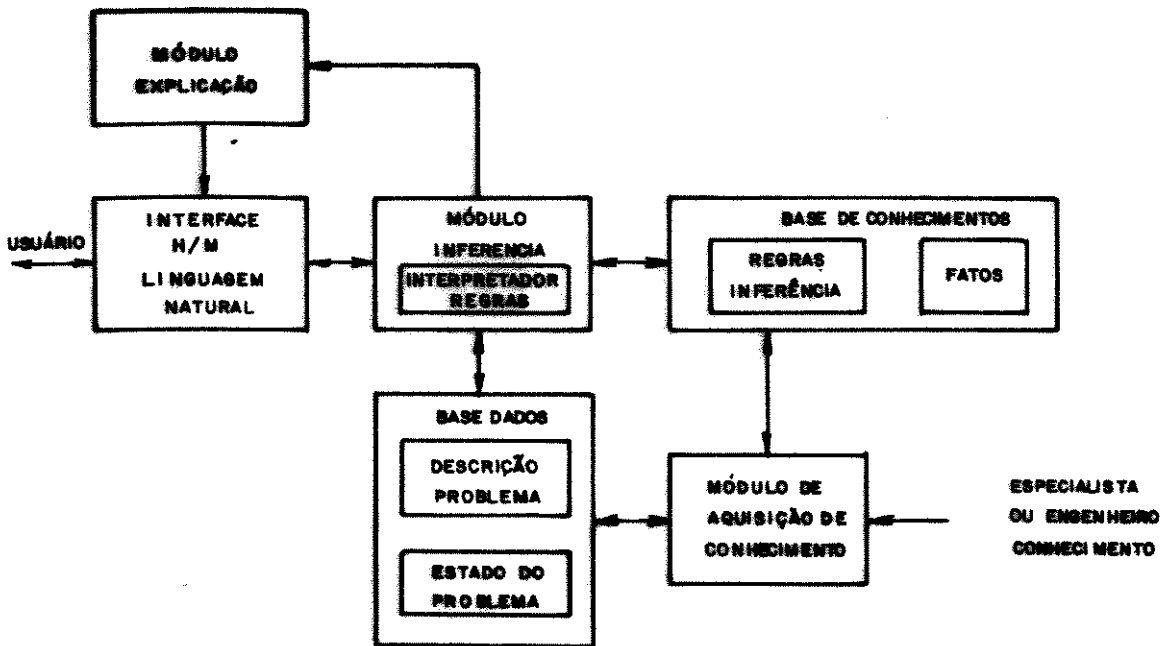 MÓDULO
EXPLICAÇÃO
USUÁRIO
INTERFACE
H/M
LINGUAGEM
NATURAL
MÓDULO
INFERENCIA
INTERPRETADOR
REGRAS
BASE DE CONHECIMENTOS
REGRAS
INFERÊNCIA
FATOS
BASE DADOS
DESCRIÇÃO
PROBLEMA
ESTADO DO
PROBLEMA
MÓDULO DE
AQUISIÇÃO DE
CONHECIMENTO
ESPECIALISTA
OU ENGENHEIRO
CONHECIMENTO